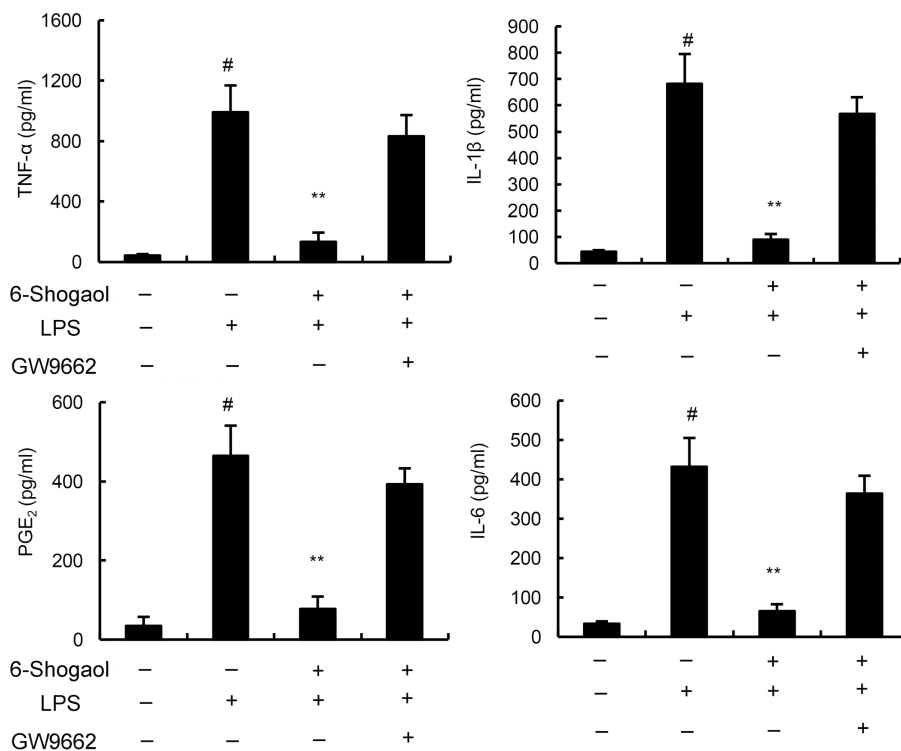 TNF-α (pg/ml)
1600
1200
800
400
0
#
**
IL-1β (pg/ml)
900
800
700
600
500
400
300
200
100
0
#
**
6-Shogaol – – + +
LPS – + + +
GW9662 – – – +
– – + +
– + + +
– – – +
PGE₂ (pg/ml)
600
400
200
0
#
**
IL-6 (pg/ml)
600
500
400
300
200
100
0
#
**
6-Shogaol – – + +
LPS – + + +
GW9662 – – – +
– – + +
– + + +
– – – +